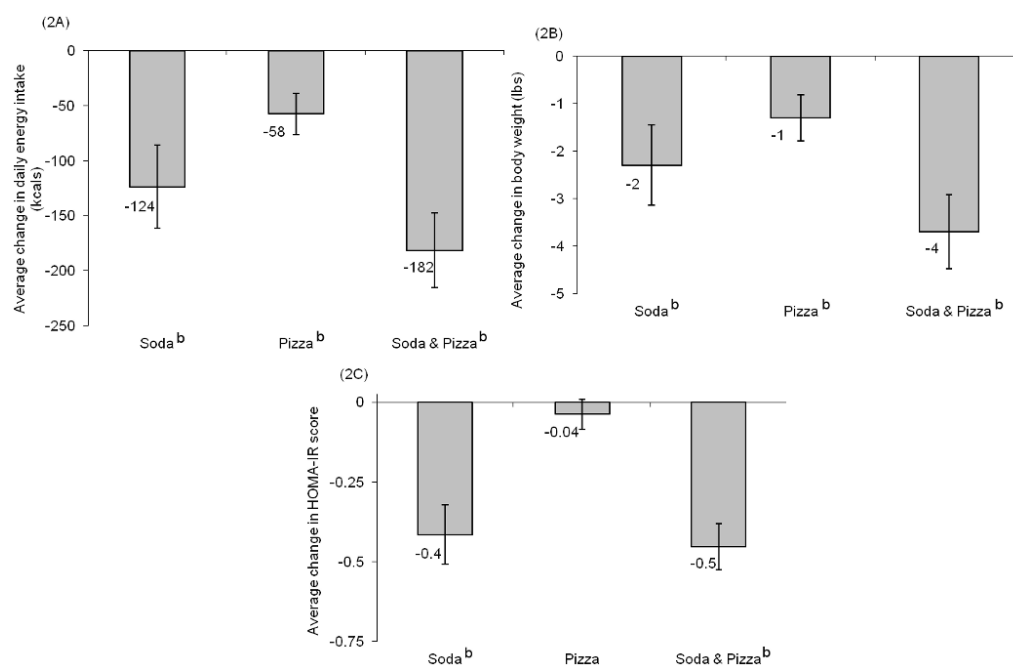 (2A)
Average change in daily energy intake
(kcals)
0
-50
-100
-150
-200
-250
-124
-58
-182
Soda b
Pizza b
Soda & Pizza b
(2B)
Average change in body weight (lbs)
0
-1
-2
-3
-4
-5
-2
-1
-4
Soda b
Pizza b
Soda & Pizza b
(2C)
Average change in HOMA-IR score
0
-0.25
-0.5
-0.75
-0.4
-0.04
-0.5
Soda b
Pizza
Soda & Pizza b